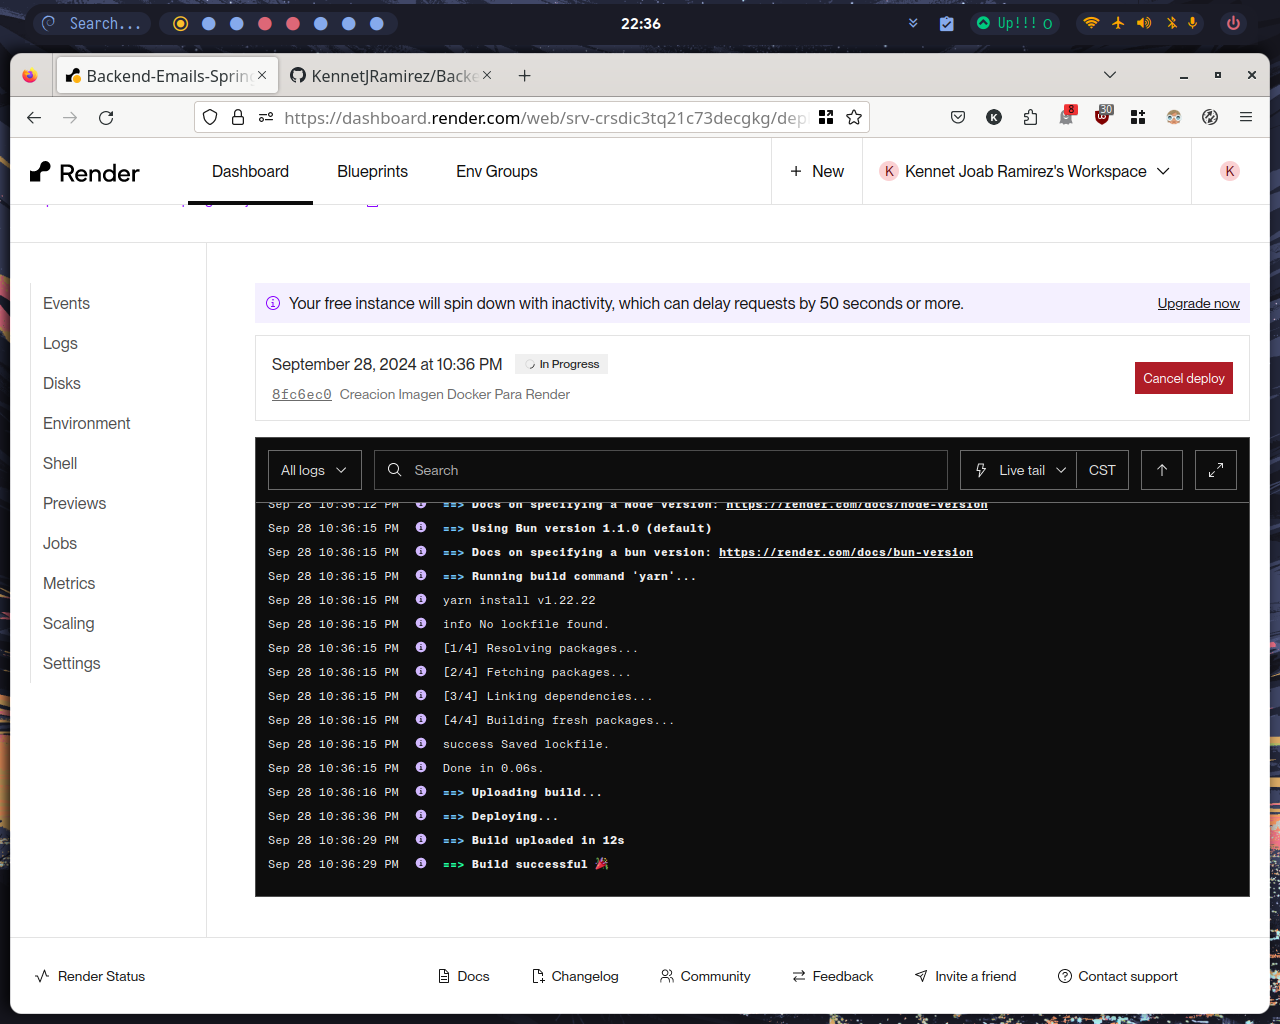 Search...
22:36
Up!!!
Backend-Emails-Spring
KennetJRamirez/Backe
https://dashboard.render.com/web/srv-crsdic3tq21c73decgkg/dep
K
8
30
Render
Dashboard
Blueprints
Env Groups
+ New
K Kennet Joab Ramirez's Workspace
K
Events
Logs
Disks
Environment
Shell
Previews
Jobs
Metrics
Scaling
Settings
Your free instance will spin down with inactivity, which can delay requests by 50 seconds or more.
Upgrade now
September 28, 2024 at 10:36 PM
In Progress
8fc6ec0 Creacion Imagen Docker Para Render
Cancel deploy
All logs
Search
Live tail
CST
Sep 28 10:36:12 PM ==> Docs on specifying a Node version: https://render.com/docs/node-version
Sep 28 10:36:15 PM ==> Using Bun version 1.1.0 (default)
Sep 28 10:36:15 PM ==> Docs on specifying a bun version: https://render.com/docs/bun-version
Sep 28 10:36:15 PM ==> Running build command 'yarn'...
Sep 28 10:36:15 PM yarn install v1.22.22
Sep 28 10:36:15 PM info No lockfile found.
Sep 28 10:36:15 PM [1/4] Resolving packages...
Sep 28 10:36:15 PM [2/4] Fetching packages...
Sep 28 10:36:15 PM [3/4] Linking dependencies...
Sep 28 10:36:15 PM [4/4] Building fresh packages...
Sep 28 10:36:15 PM success Saved lockfile.
Sep 28 10:36:15 PM Done in 0.06s.
Sep 28 10:36:16 PM ==> Uploading build...
Sep 28 10:36:36 PM ==> Deploying...
Sep 28 10:36:29 PM ==> Build uploaded in 12s
Sep 28 10:36:29 PM ==> Build successful 🎉
Render Status
Docs
Changelog
Community
Feedback
Invite a friend
Contact support